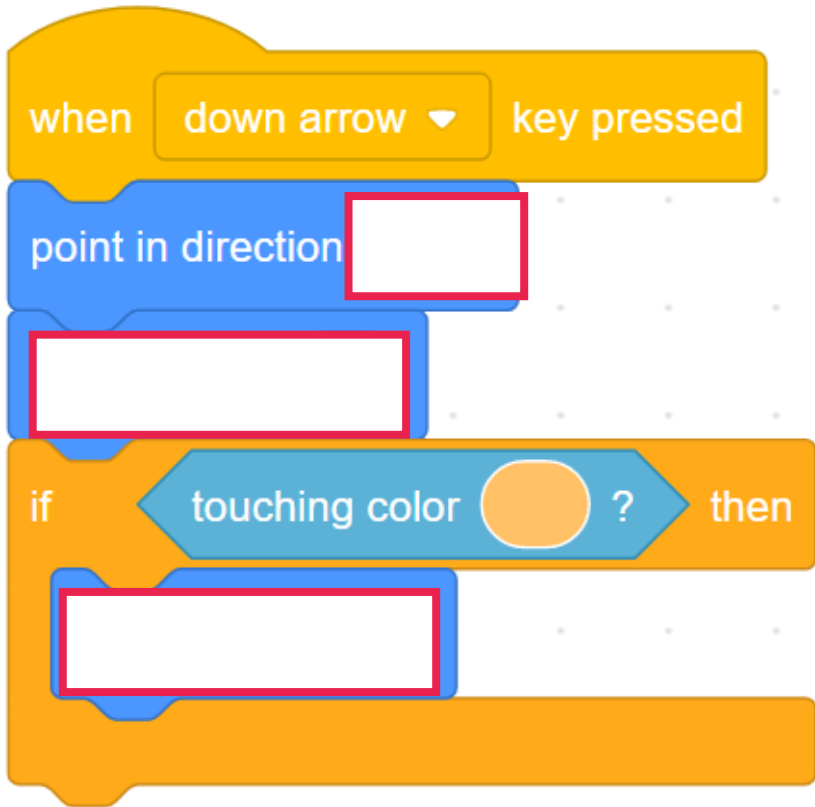 when down arrow key pressed
point in direction
if touching color ? then